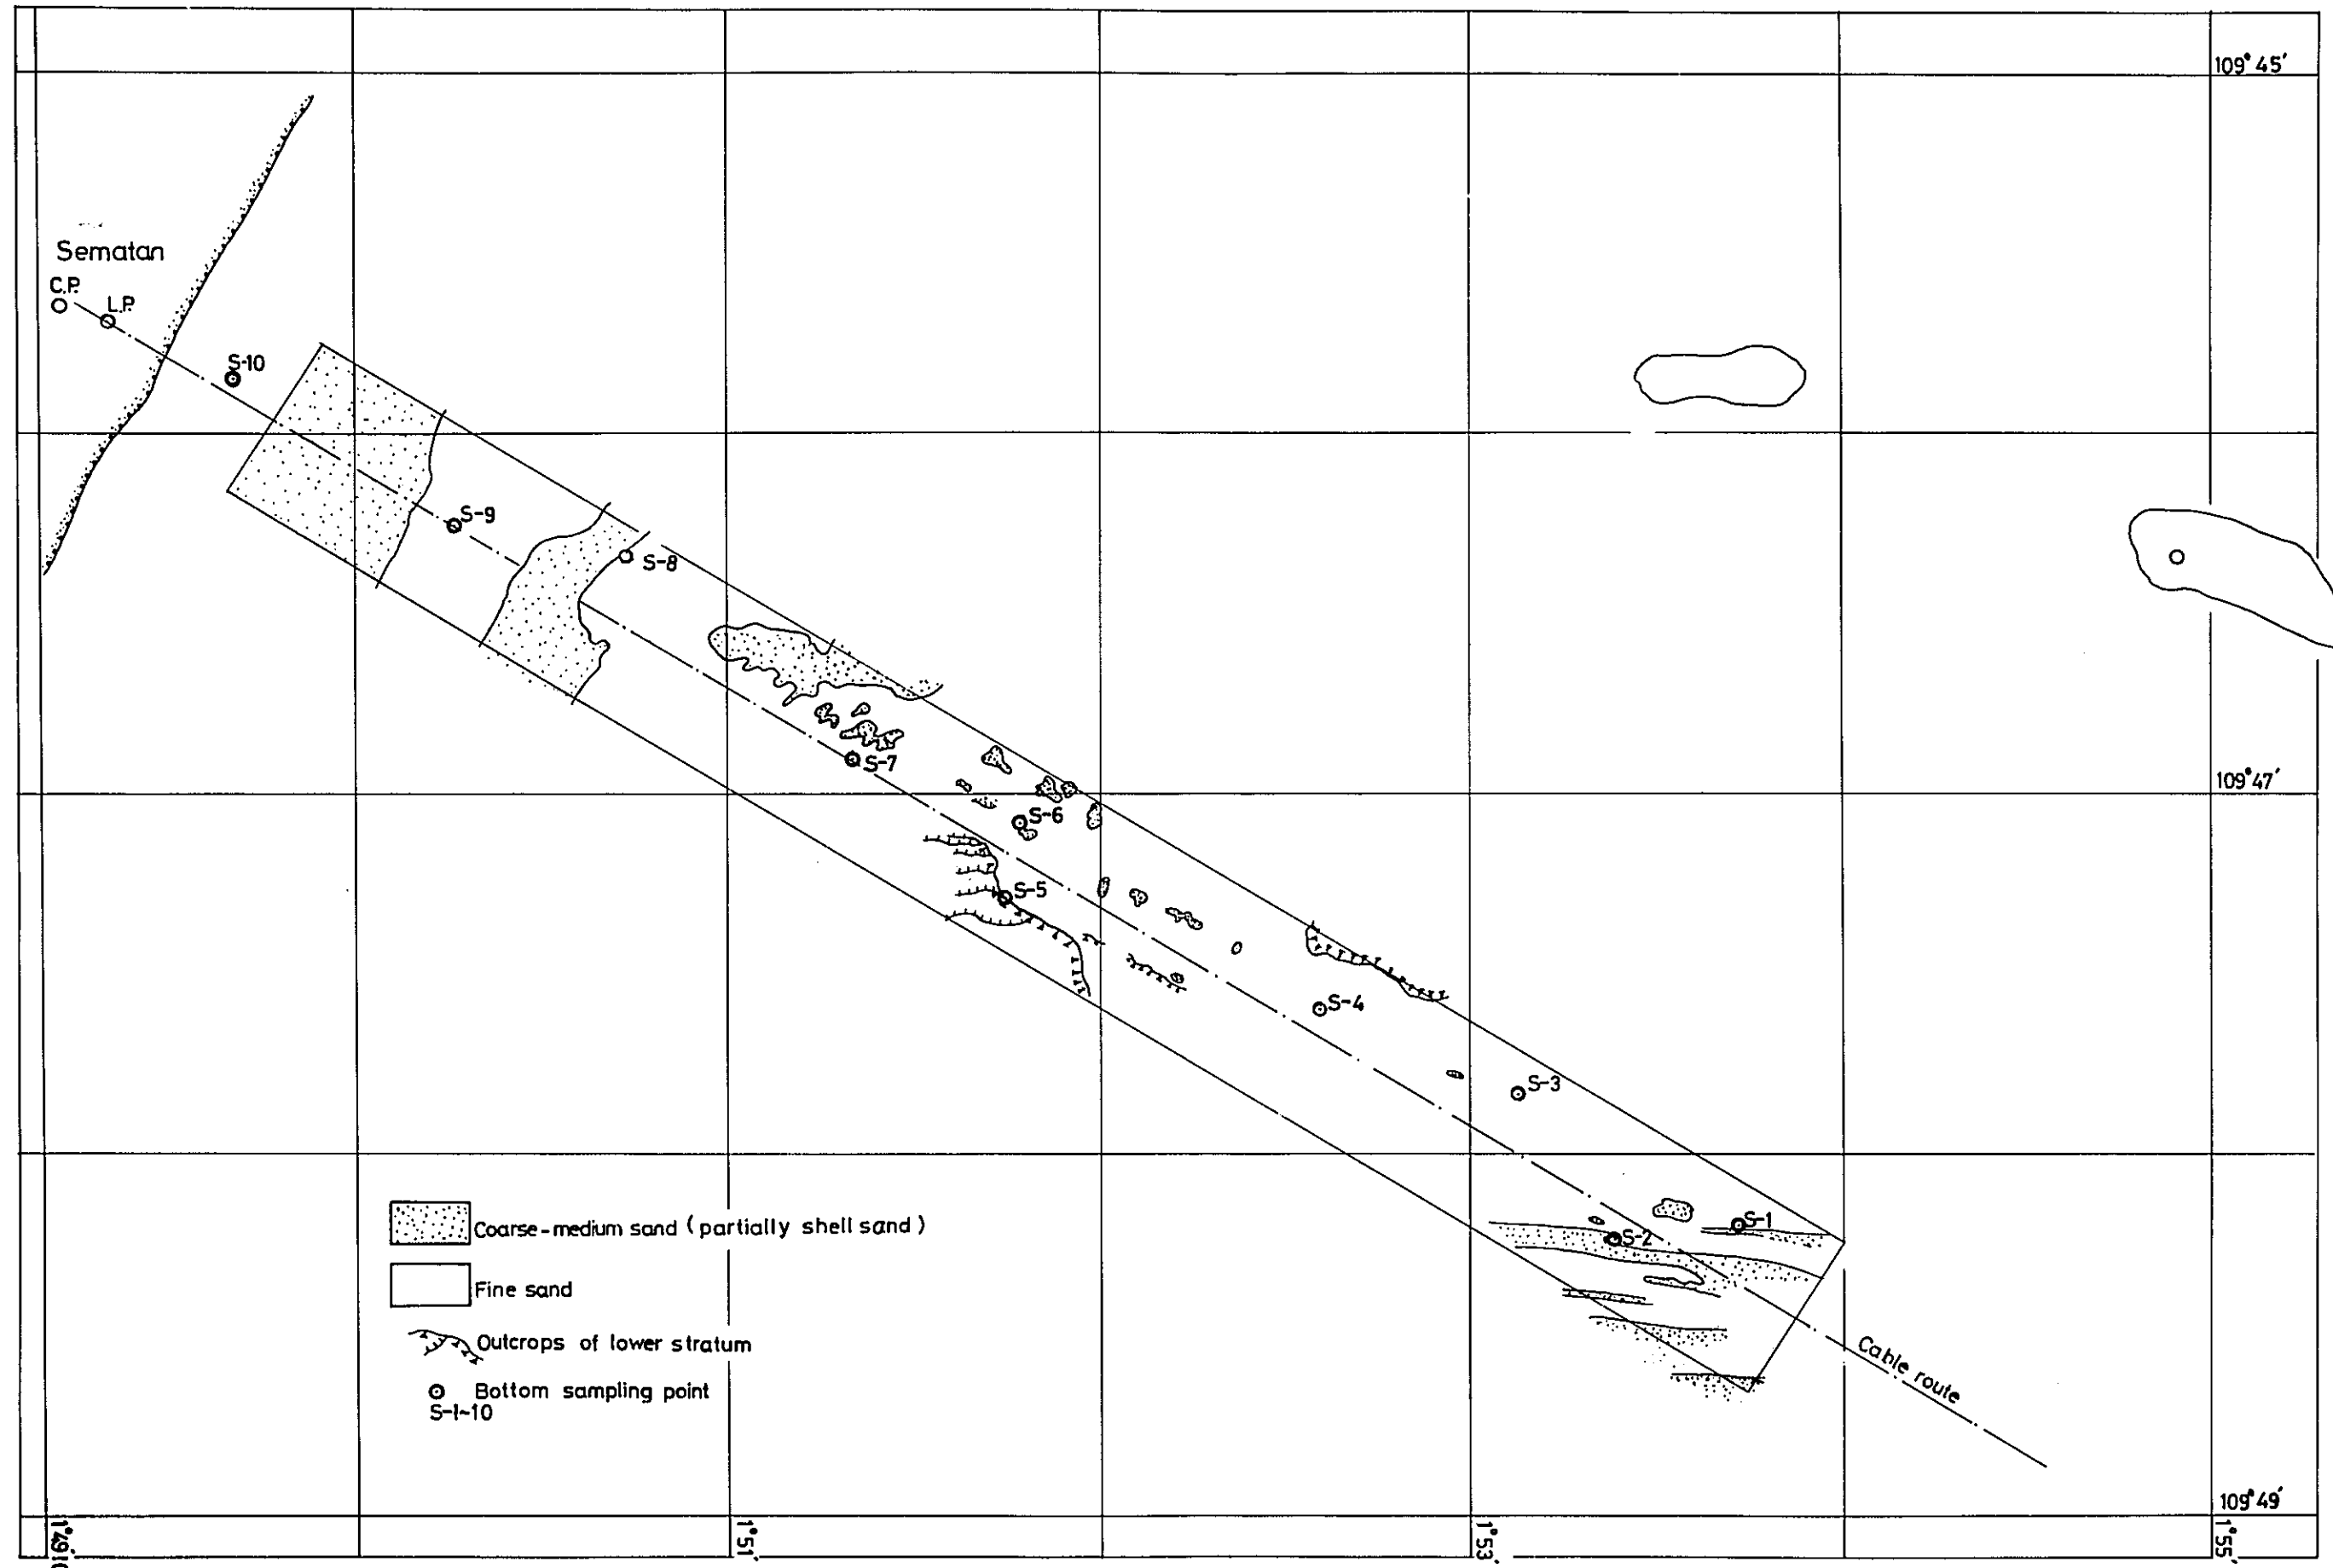 109°45'
Sematan
C.P.
L.P.
S-10
S-9
S-8
S-7
109°47'
S-6
S-5
S-4
S-3
S-1
S-2
Coarse-medium sand (partially shell sand)
Fine sand
Outcrops of lower stratum
Bottom sampling point
S-1~10
Cable route
109°49'
1°51'
1°53'
1°55'